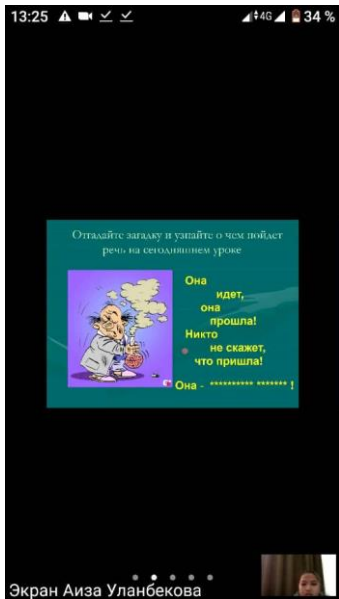 13:25
4G
34 %
Отгадайте загадку и узнайте о чем пойдет
речь на сегодняшнем уроке
Она
идет,
она
прошла!
Никто
не скажет,
что пришла!
Она - ********** ******* !
Экран Аиза Уланбекова